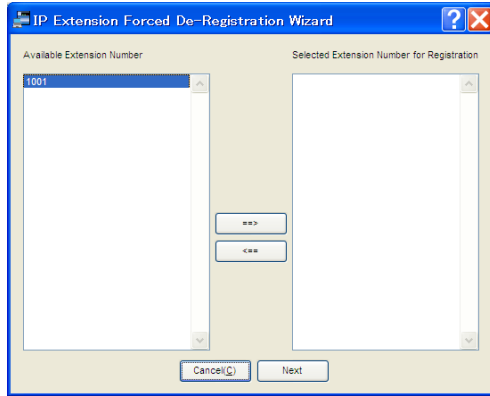 IP Extension Forced De-Registration Wizard
Available Extension Number
Selected Extension Number for Registration
1001
==>
<==
Cancel(C)
Next